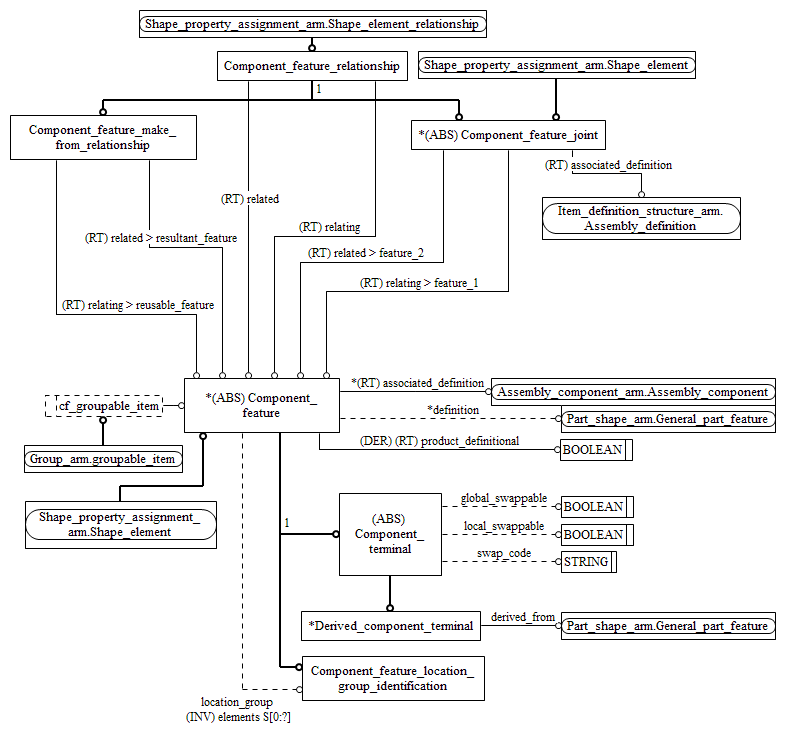 Shape_property_assignment_arm.Shape_element_relationship
Component_feature_relationship
Shape_property_assignment_arm.Shape_element
1
Component_feature_make_
from_relationship
*(ABS) Component_feature_joint
(RT) associated_definition
(RT) related
Item_definition_structure_arm.
Assembly_definition
(RT) relating
(RT) related > resultant_feature
(RT) related > feature_2
(RT) relating > feature_1
(RT) relating > reusable_feature
*(ABS) Component_
feature
*(RT) associated_definition
Assembly_component_arm.Assembly_component
cf_groupable_item
*definition
Part_shape_arm.General_part_feature
(DER) (RT) product_definitional
BOOLEAN
Group_arm.groupable_item
Shape_property_assignment_
arm.Shape_element
1
(ABS)
Component_
terminal
global_swappable
BOOLEAN
local_swappable
BOOLEAN
swap_code
STRING
*Derived_component_terminal
derived_from
Part_shape_arm.General_part_feature
Component_feature_location_
group_identification
location_group
(INV) elements S[0:?]